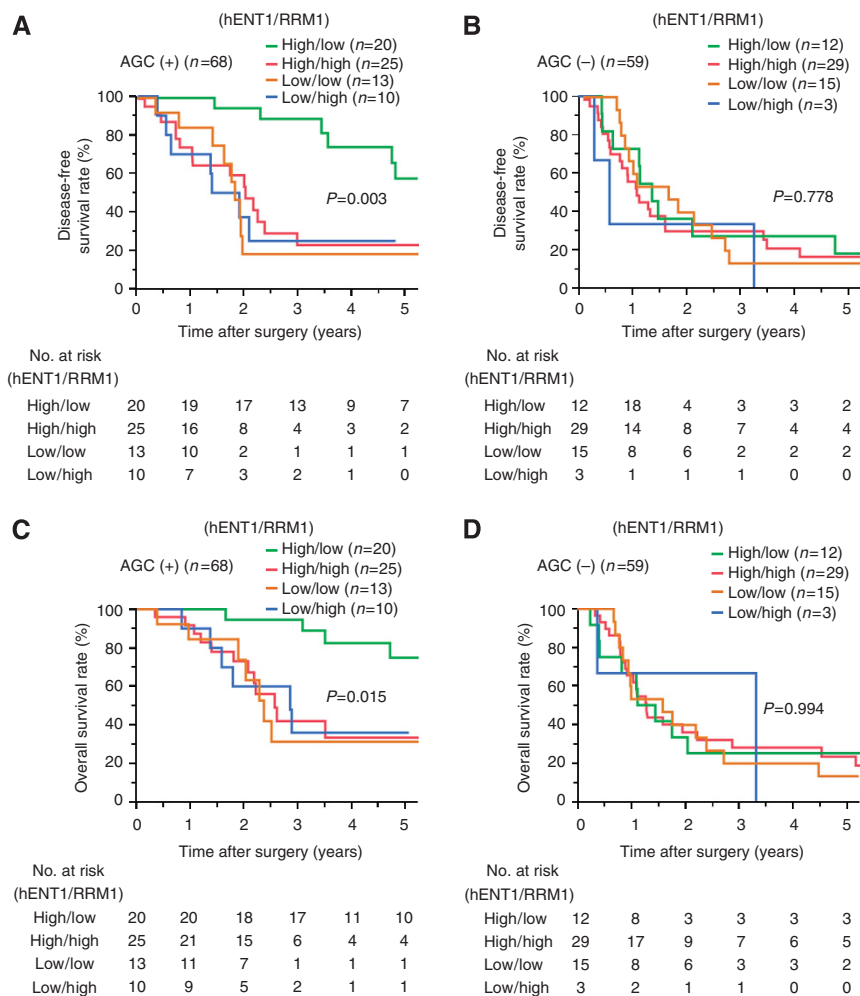 A
(hENT1/RRM1)
AGC (+) (n=68)
High/low (n=20)
High/high (n=25)
Low/low (n=13)
Low/high (n=10)
Disease-free
survival rate (%)
100
80
60
40
20
0
P=0.003
0 1 2 3 4 5
Time after surgery (years)
No. at risk
(hENT1/RRM1)
High/low 20 19 17 13 9 7
High/high 25 16 8 4 3 2
Low/low 13 10 2 1 1 1
Low/high 10 7 3 2 1 0
B
(hENT1/RRM1)
AGC (–) (n=59)
High/low (n=12)
High/high (n=29)
Low/low (n=15)
Low/high (n=3)
Disease-free
survival rate (%)
100
80
60
40
20
0
P=0.778
0 1 2 3 4 5
Time after surgery (years)
No. at risk
(hENT1/RRM1)
High/low 12 18 4 3 3 2
High/high 29 14 8 7 4 4
Low/low 15 8 6 2 2 2
Low/high 3 1 1 1 0 0
C
(hENT1/RRM1)
AGC (+) (n=68)
High/low (n=20)
High/high (n=25)
Low/low (n=13)
Low/high (n=10)
Overall survival rate (%)
100
80
60
40
20
0
P=0.015
0 1 2 3 4 5
Time after surgery (years)
No. at risk
(hENT1/RRM1)
High/low 20 20 18 17 11 10
High/high 25 21 15 6 4 4
Low/low 13 11 7 1 1 1
Low/high 10 9 5 2 1 1
D
(hENT1/RRM1)
AGC (–) (n=59)
High/low (n=12)
High/high (n=29)
Low/low (n=15)
Low/high (n=3)
Overall survival rate (%)
100
80
60
40
20
0
P=0.994
0 1 2 3 4 5
Time after surgery (years)
No. at risk
(hENT1/RRM1)
High/low 12 8 3 3 3 3
High/high 29 17 9 7 6 5
Low/low 15 8 6 3 3 2
Low/high 3 2 1 1 0 0